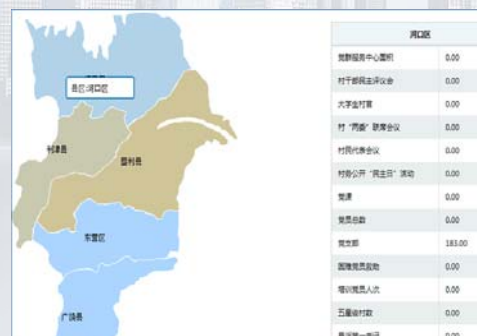 县区:河口区
利津县
垦利县
东营区
广饶县
河口区
党群服务中心面积 0.00
村干部民主评议会 0.00
大学生村官 0.00
村“两委”联席会议 0.00
村民代表会议 0.00
村务公开“民主日”活动 0.00
党课 0.00
党员总数 0.00
党支部 183.00
困难党员救助 0.00
培训党员人次 0.00
五星级村数 0.00
0.00